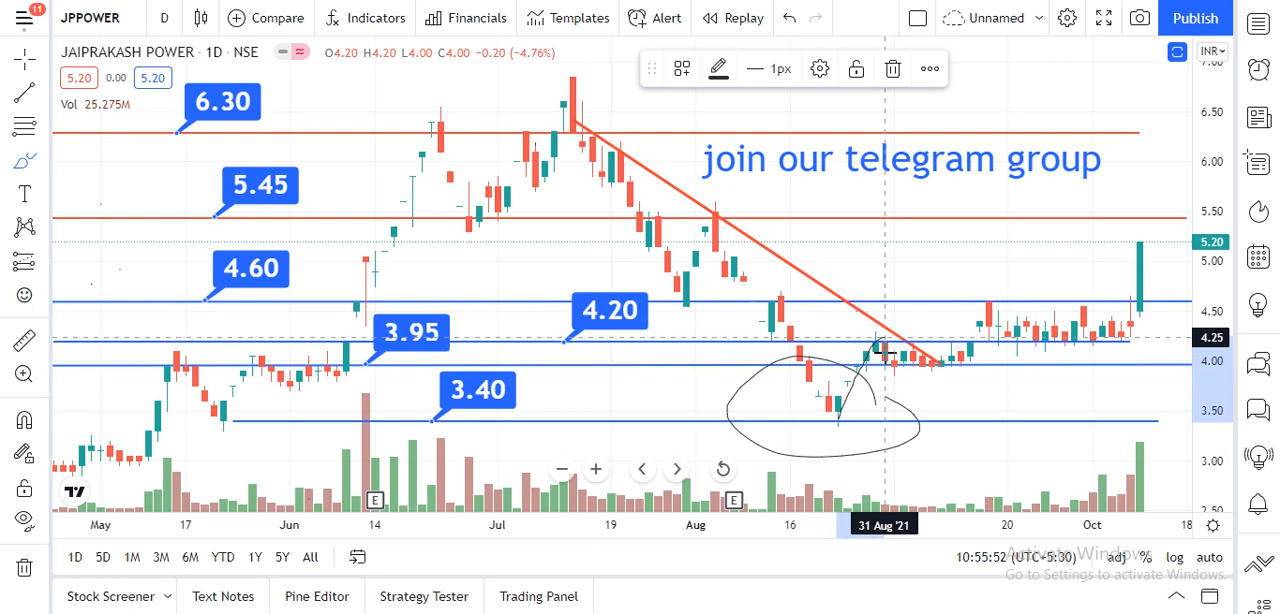 11
JPPOWER D Compare Indicators Financials Templates Alert Replay Unnamed Publish
JAIPRAKASH POWER · 1D · NSE O4.20 H4.20 L4.00 C4.00 −0.20 (−4.76%) INR
5.20 0.00 5.20 1px 7.00
Vol 25.275M
6.30
6.50
join our telegram group
6.00
5.45
5.50
5.20
5.00
4.60
4.50
4.20
3.95
4.25
4.00
3.40
3.50
3.00
E E
2.50
May 17 Jun 14 Jul 19 Aug 16 31 Aug '21 20 Oct 18
1D 5D 1M 3M 6M YTD 1Y 5Y All 10:55:52 (UTC+5:30) adj % log auto
Activate Windows
Go to Settings to activate Windows.
Stock Screener Text Notes Pine Editor Strategy Tester Trading Panel